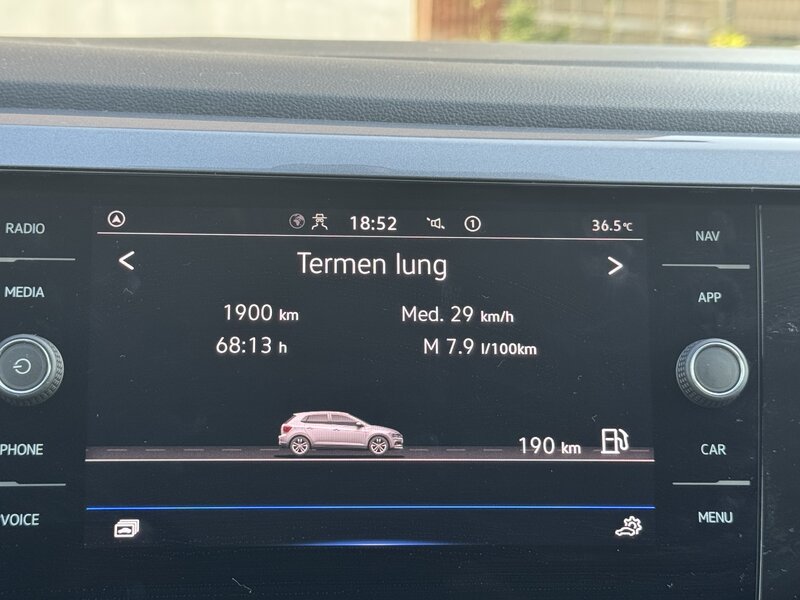 RADIO
MEDIA
PHONE
VOICE
18:52
1
36.5°C
< Termen lung >
1900 km
Med. 29 km/h
68:13 h
M 7.9 l/100km
190 km
NAV
APP
CAR
MENU